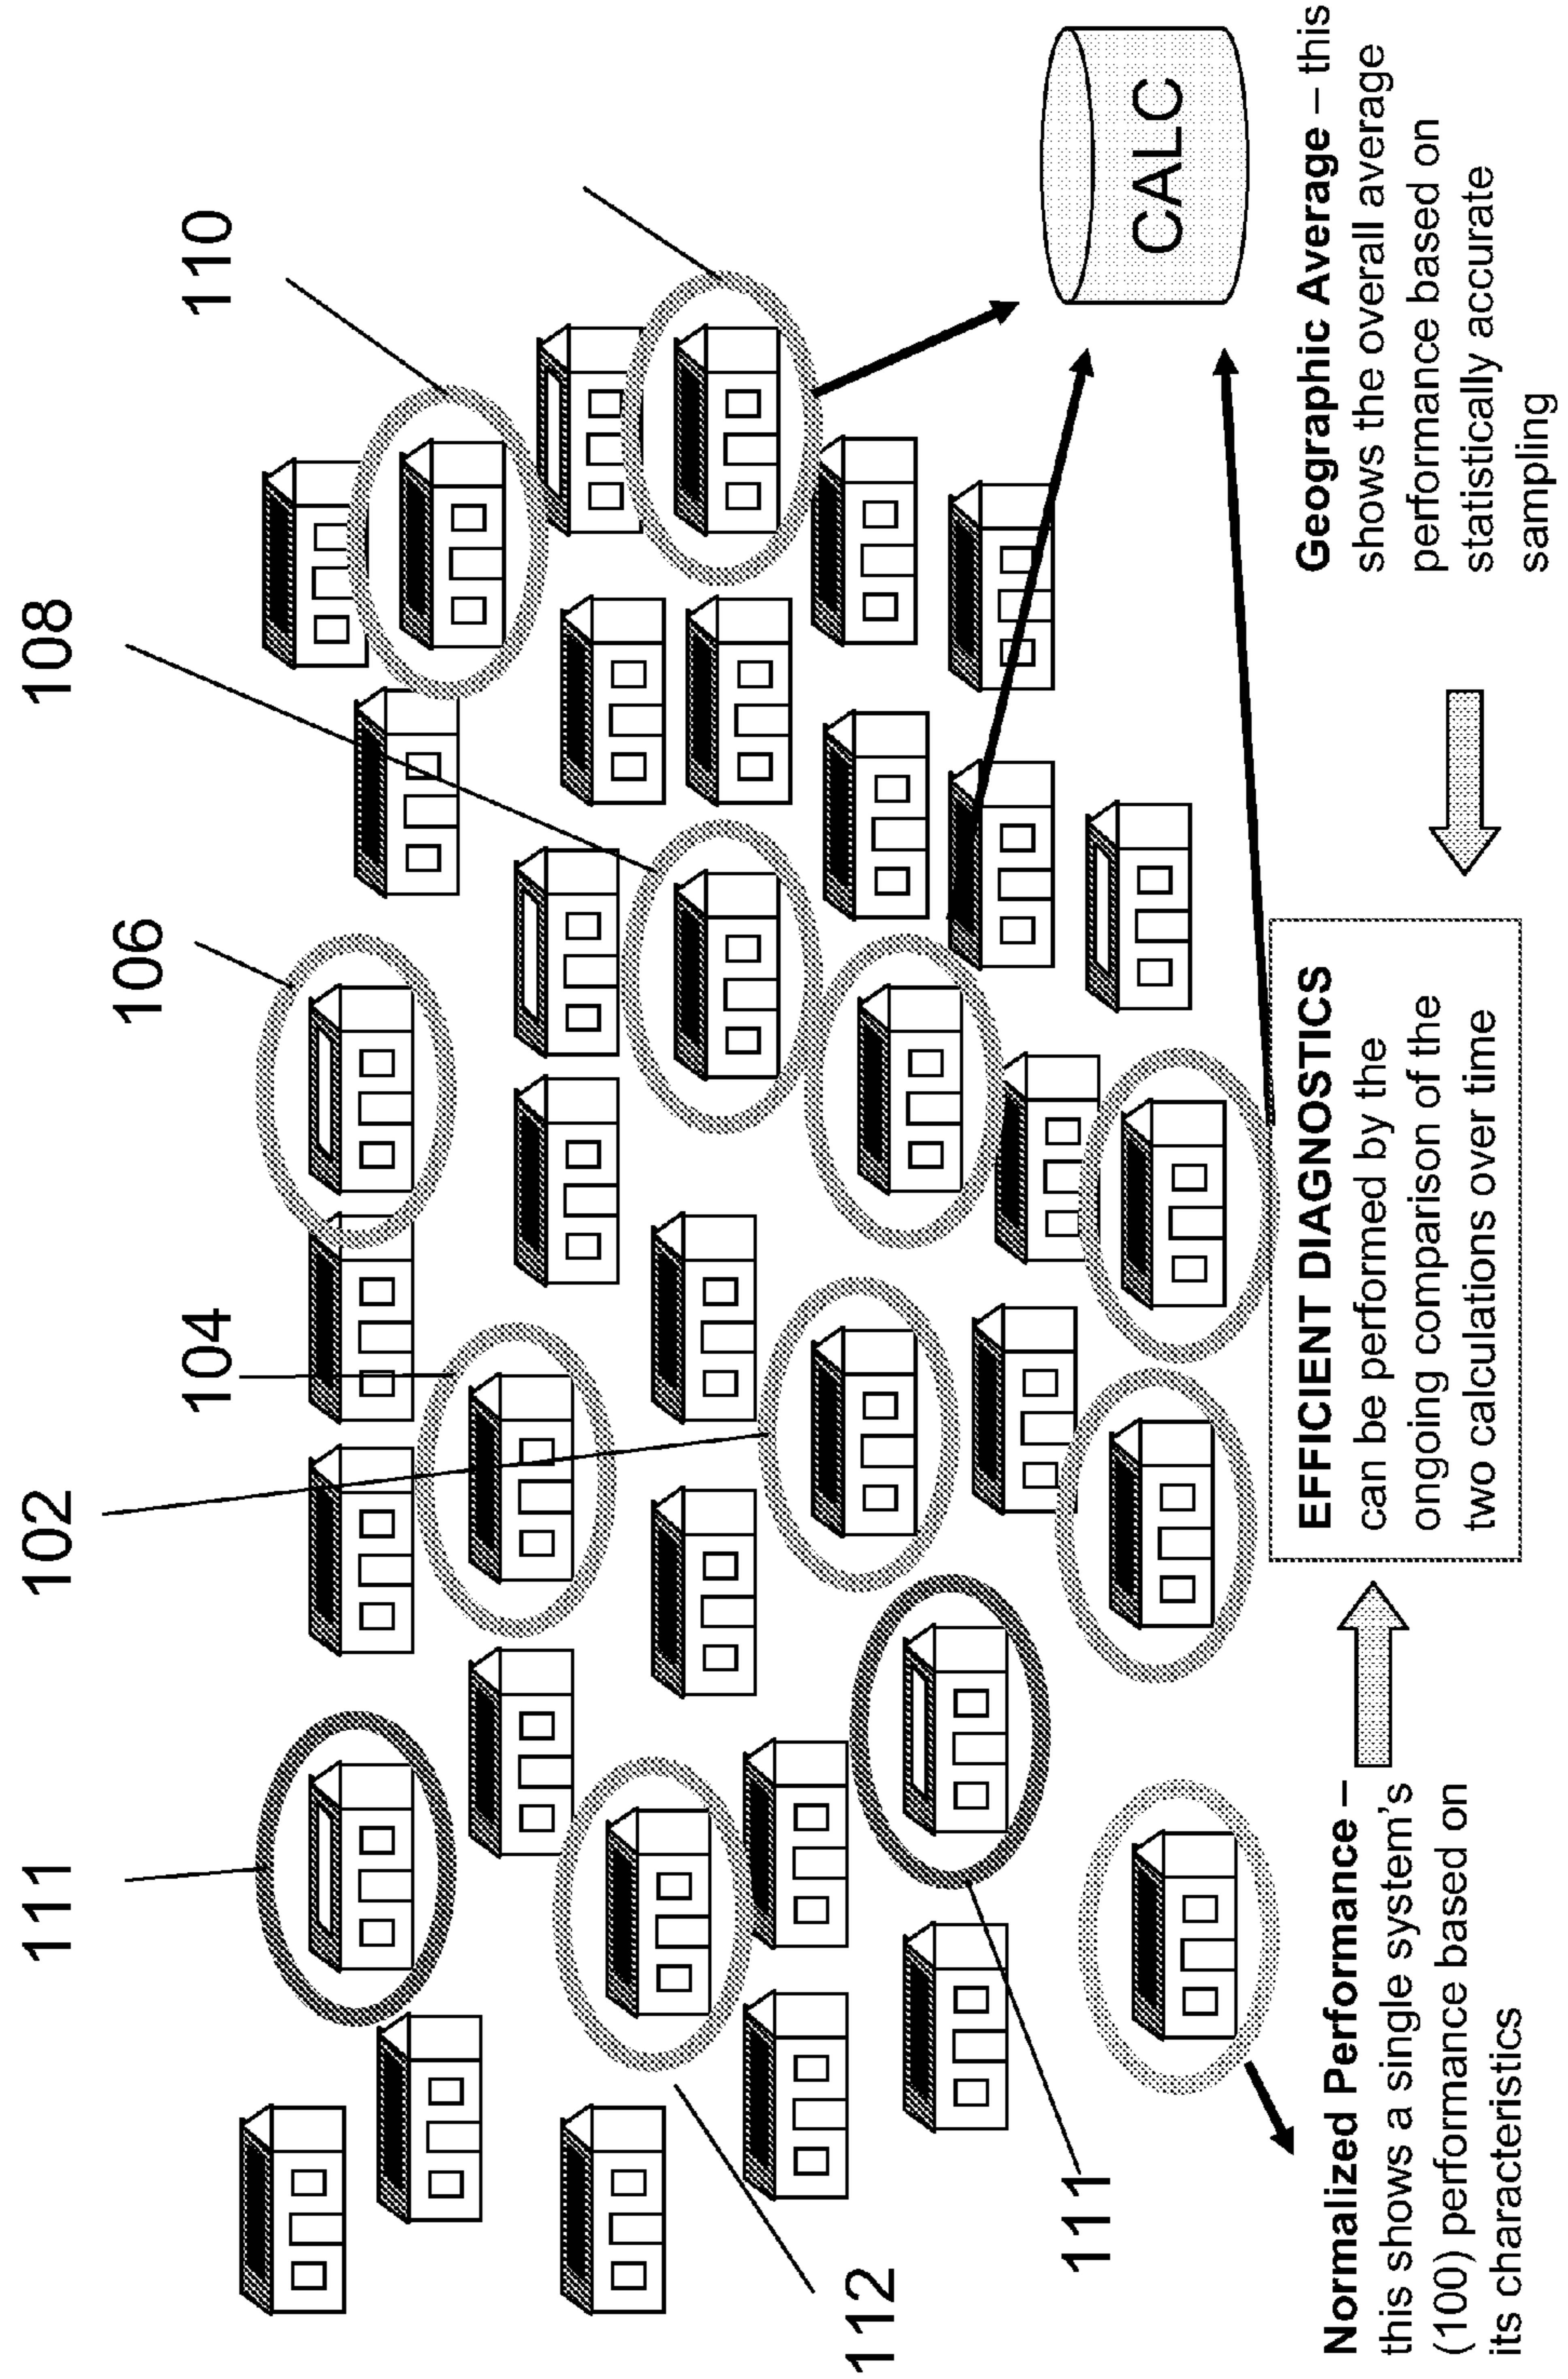 108
110
106
102
104
111
112
111
CALC
Normalized Performance –
this shows a single system's
(100) performance based on
its characteristics
EFFICIENT DIAGNOSTICS
can be performed by the
ongoing comparison of the
two calculations over time
Geographic Average – this
shows the overall average
performance based on
statistically accurate
sampling